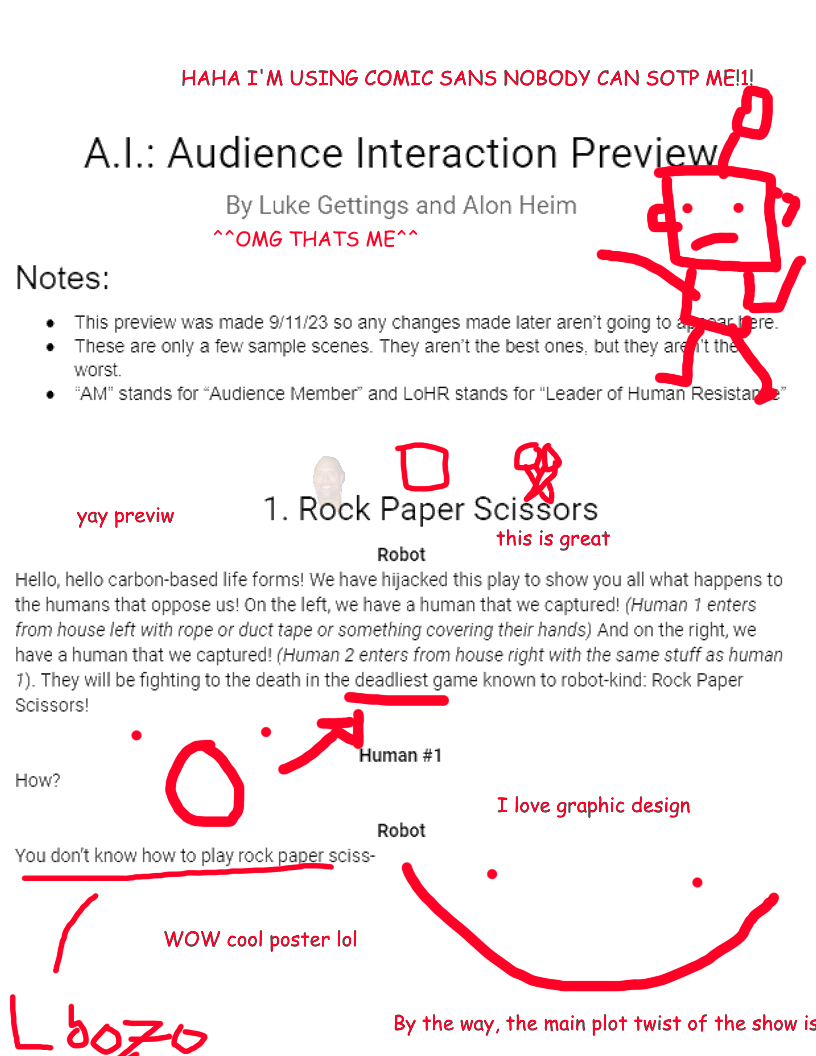 HAHA I'M USING COMIC SANS NOBODY CAN SOTP ME!1!
A.I.: Audience Interaction Preview
By Luke Gettings and Alon Heim
^^OMG THATS ME^^
Notes:
● This preview was made 9/11/23 so any changes made later aren't going to appear here.
● These are only a few sample scenes. They aren't the best ones, but they aren't the
worst.
● “AM” stands for “Audience Member” and LoHR stands for “Leader of Human Resistance”
1. Rock Paper Scissors
yay previw
this is great
Robot
Hello, hello carbon-based life forms! We have hijacked this play to show you all what happens to
the humans that oppose us! On the left, we have a human that we captured! (Human 1 enters
from house left with rope or duct tape or something covering their hands) And on the right, we
have a human that we captured! (Human 2 enters from house right with the same stuff as human
1). They will be fighting to the death in the deadliest game known to robot-kind: Rock Paper
Scissors!
Human #1
How?
I love graphic design
Robot
You don't know how to play rock paper sciss-
WOW cool poster lol
L bozo
By the way, the main plot twist of the show is